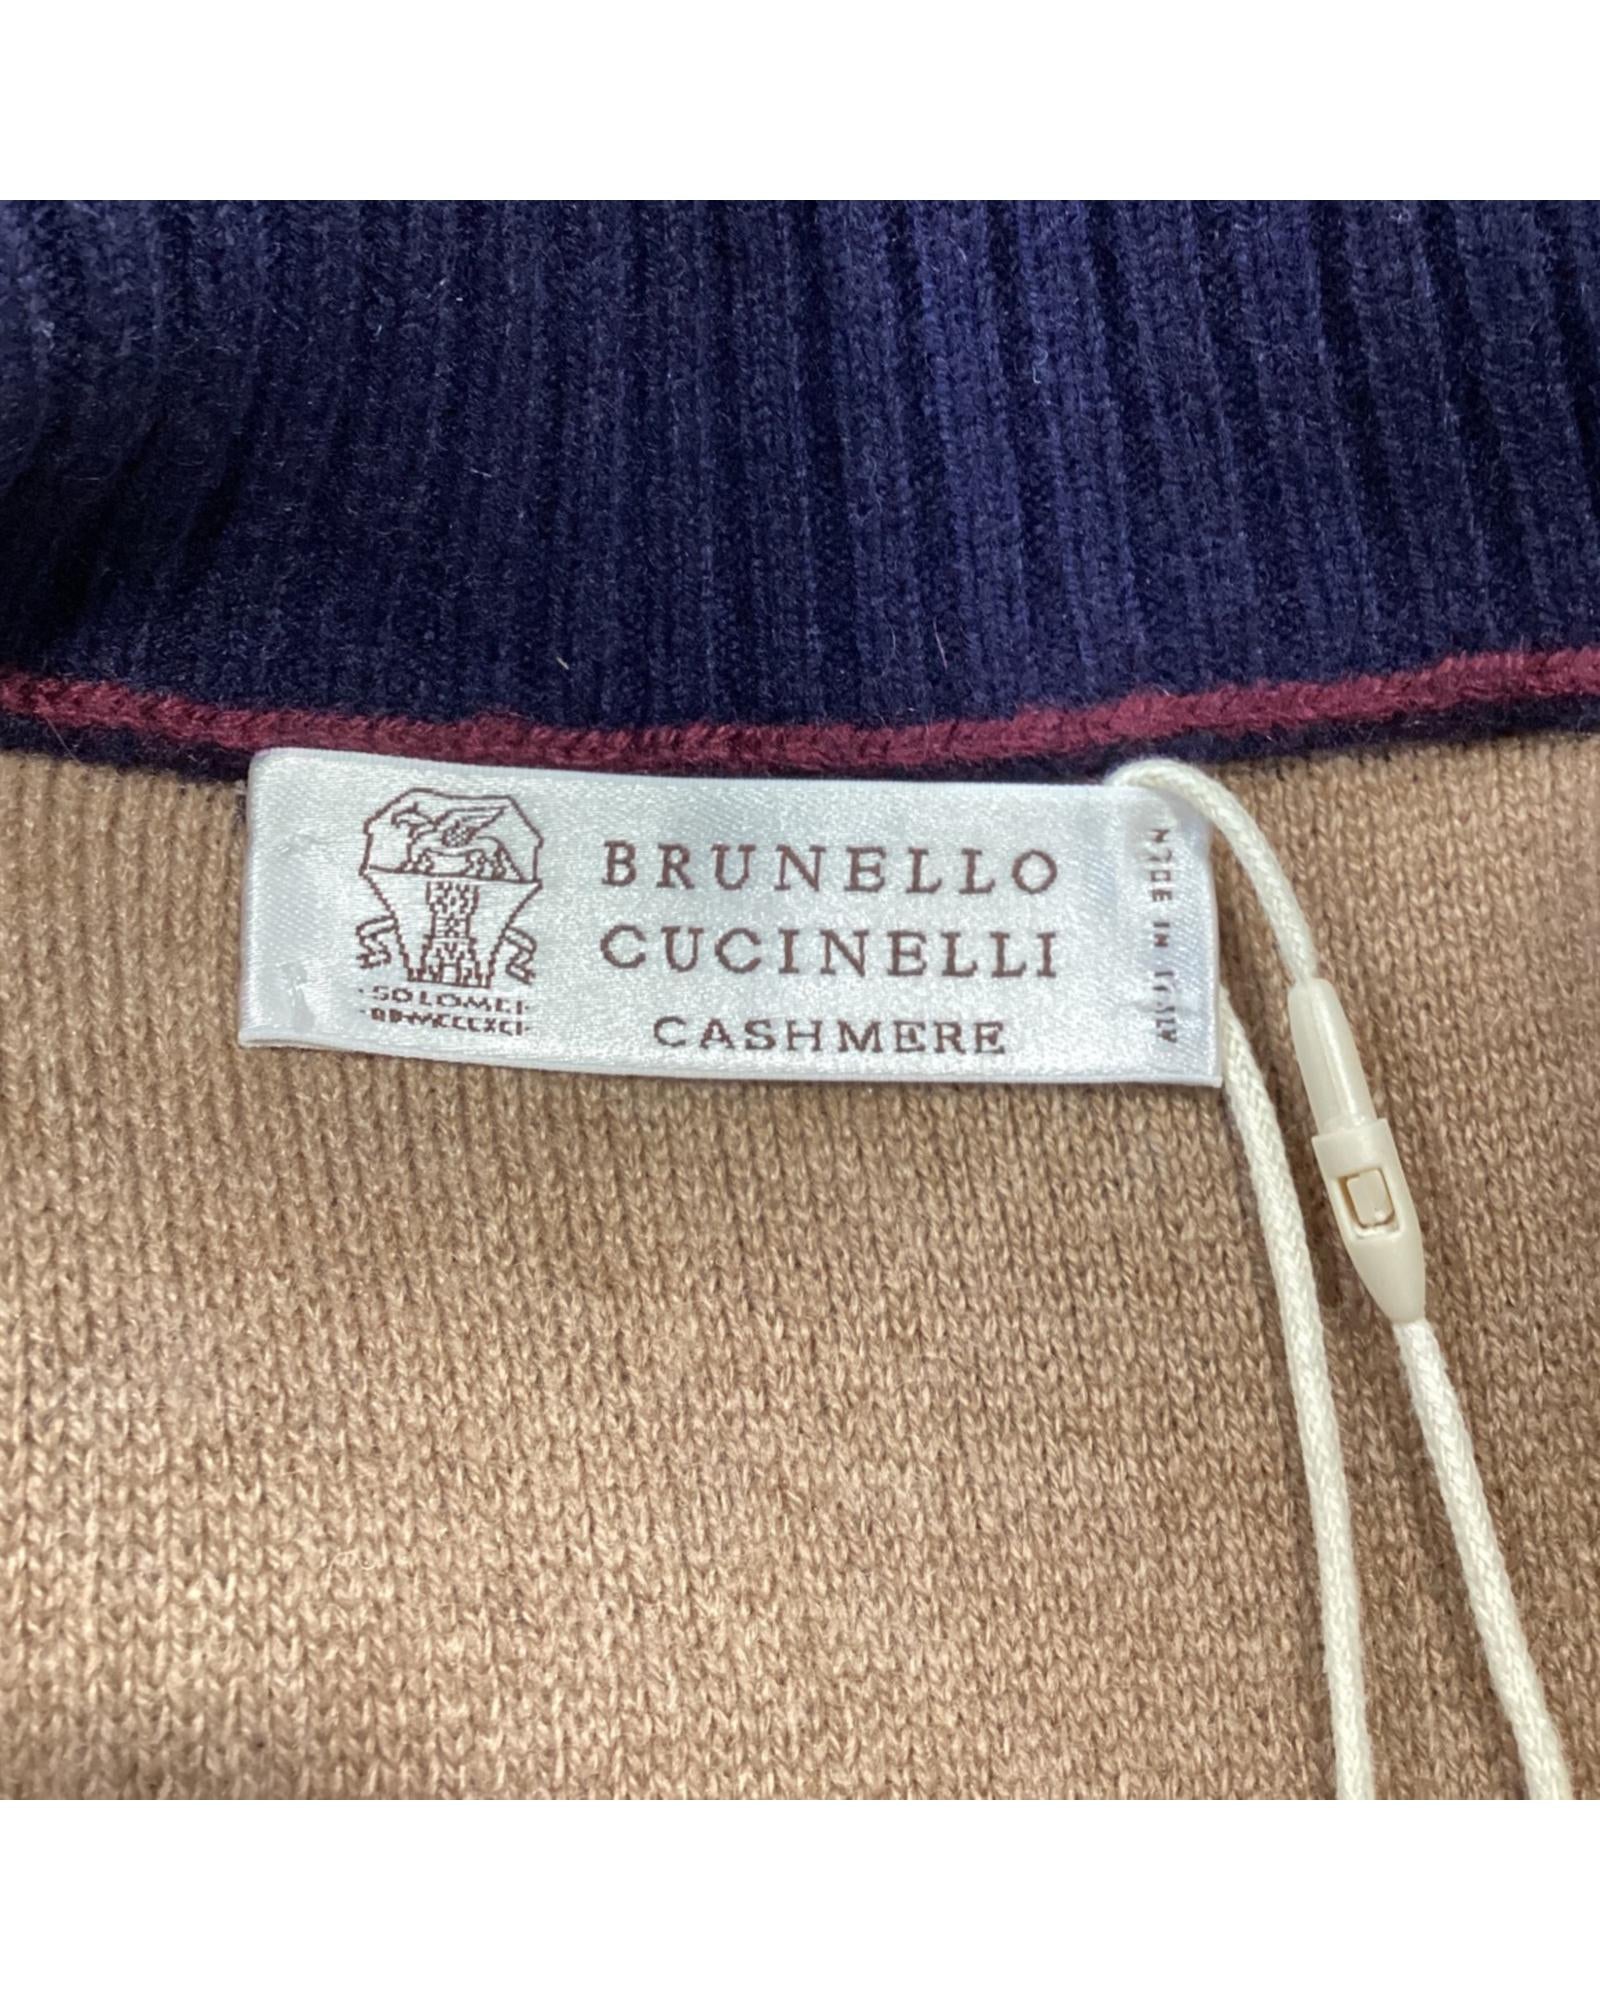 BRUNELLO
CUCINELLI
CASHMERE
·SOLOMEI·
MADE IN ITALY